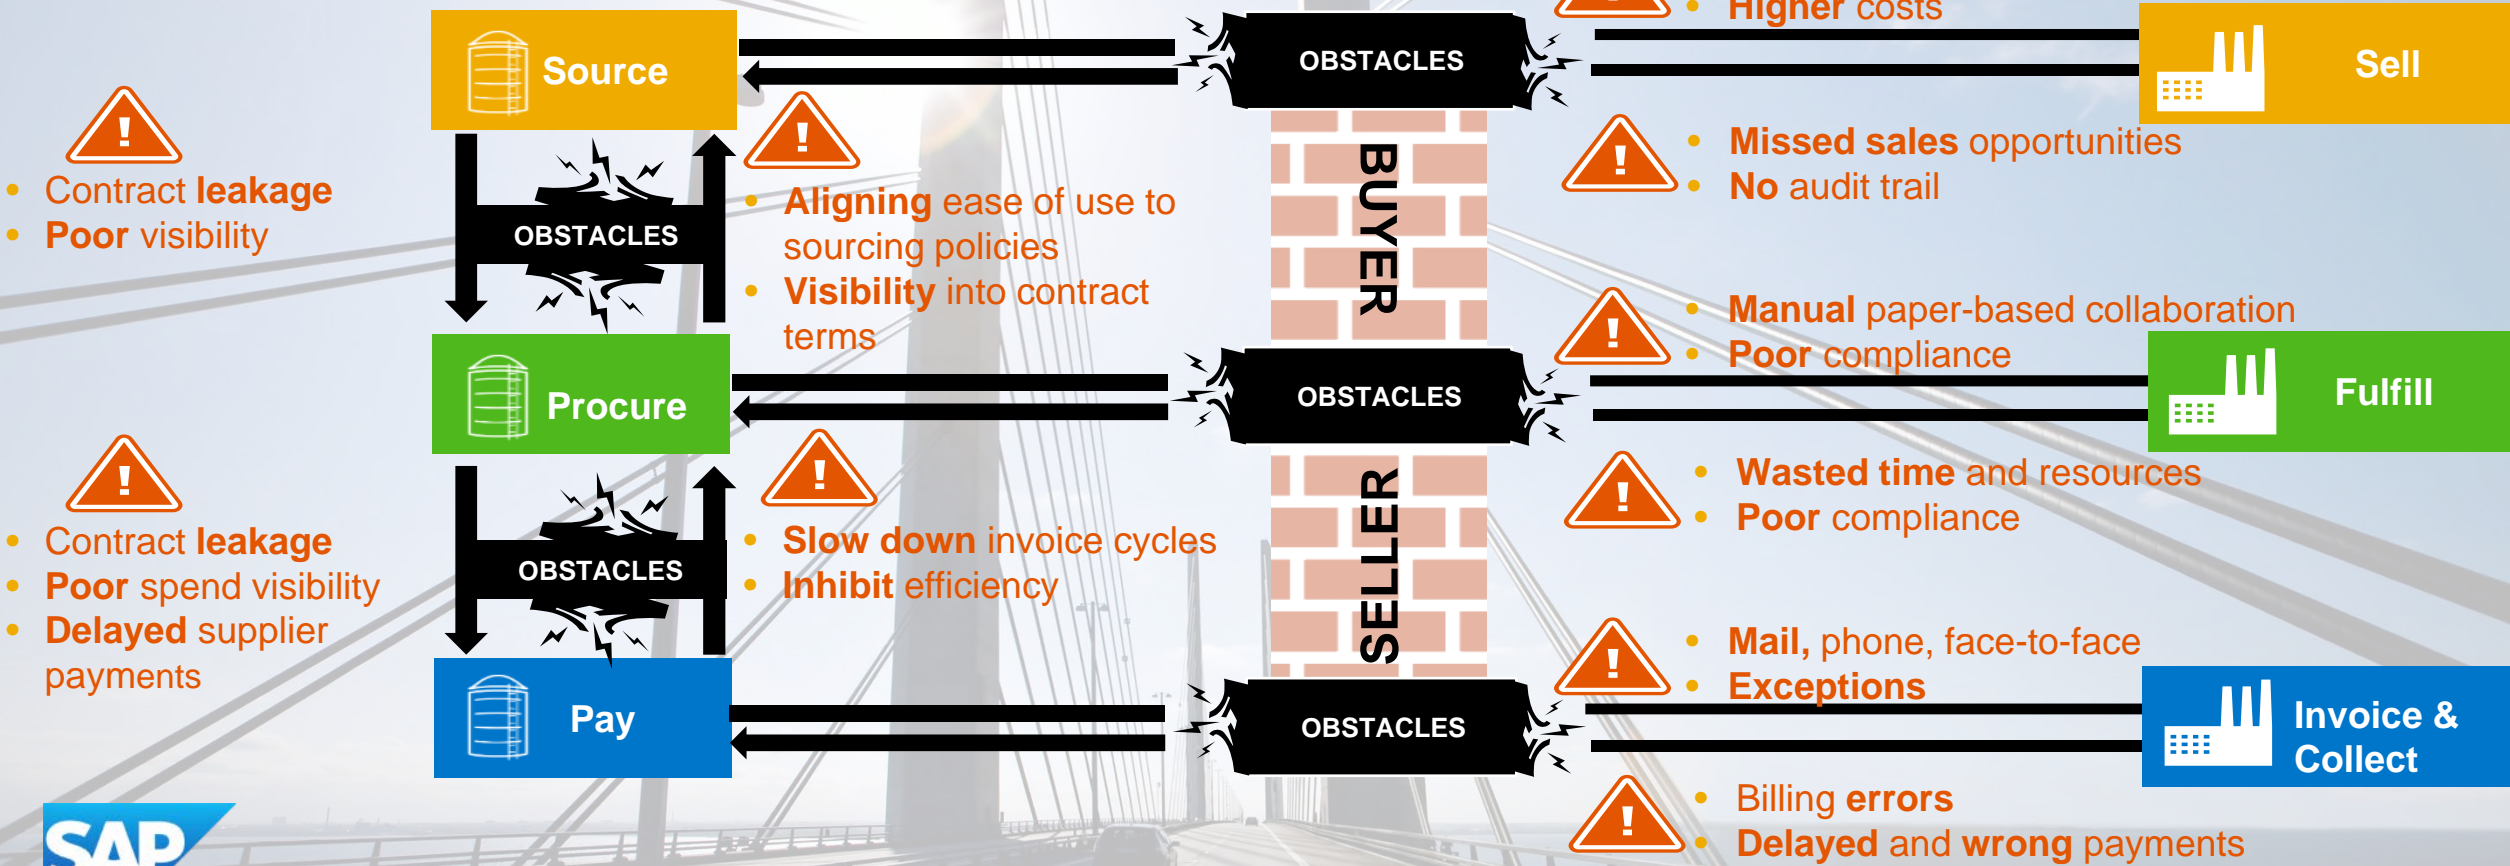 • Higher costs
Source
OBSTACLES
Sell
• Contract leakage
• Poor visibility
OBSTACLES
• Aligning ease of use to
sourcing policies
• Visibility into contract
terms
BUYER
• Missed sales opportunities
• No audit trail
• Manual paper-based collaboration
• Poor compliance
Procure
OBSTACLES
Fulfill
• Contract leakage
• Poor spend visibility
• Delayed supplier
payments
OBSTACLES
• Slow down invoice cycles
• Inhibit efficiency
SELLER
• Wasted time and resources
• Poor compliance
• Mail, phone, face-to-face
• Exceptions
Pay
OBSTACLES
Invoice &
Collect
• Billing errors
• Delayed and wrong payments
SAP